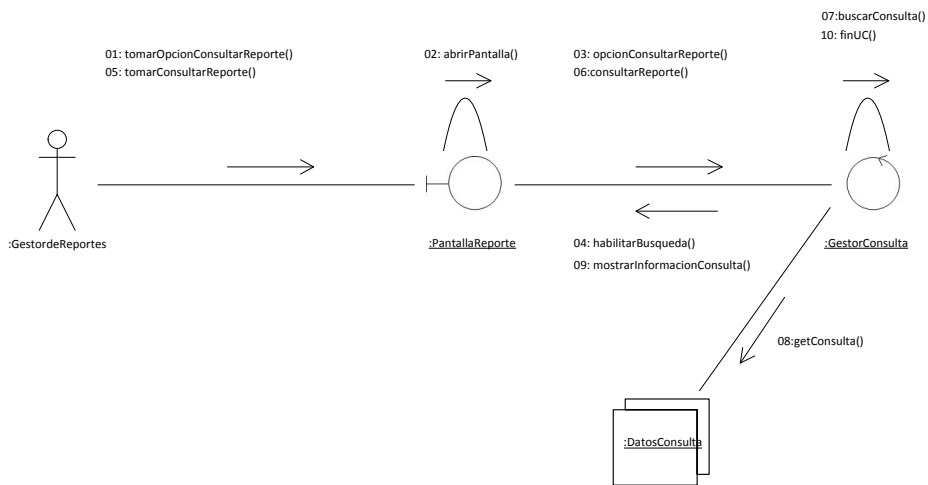 07:buscarConsulta()
10: finUC()
01: tomarOpcionConsultarReporte()
05: tomarConsultarReporte()
02: abrirPantalla()
03: opcionConsultarReporte()
06:consultarReporte()
:GestordeReportes
:PantallaReporte
04: habilitarBusqueda()
09: mostrarInformacionConsulta()
:GestorConsulta
08:getConsulta()
:DatosConsulta